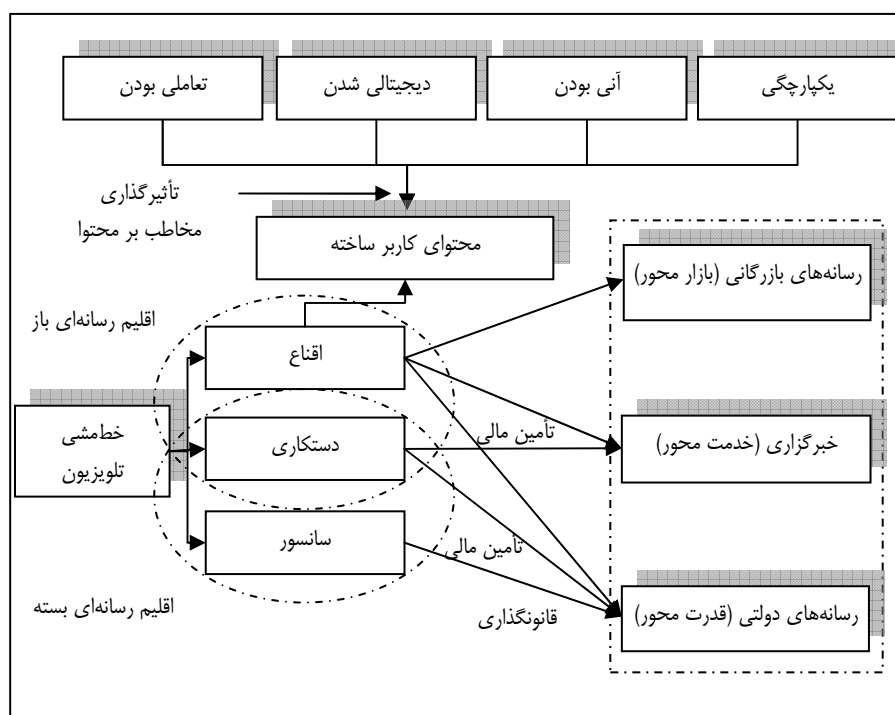 یکپارچگی
آنی بودن
دیجیتالی شدن
تعاملی بودن
تأثیرگذاری
مخاطب بر محتوا
محتوای کاربر ساخته
رسانه‌های بازرگانی (بازار محور)
اقلیم رسانه‌ای باز
اقناع
خط‌مشی
تلویزیون
دستکاری
تأمین مالی
خبرگزاری (خدمت محور)
سانسور
تأمین مالی
اقلیم رسانه‌ای بسته
قانونگذاری
رسانه‌های دولتی (قدرت محور)